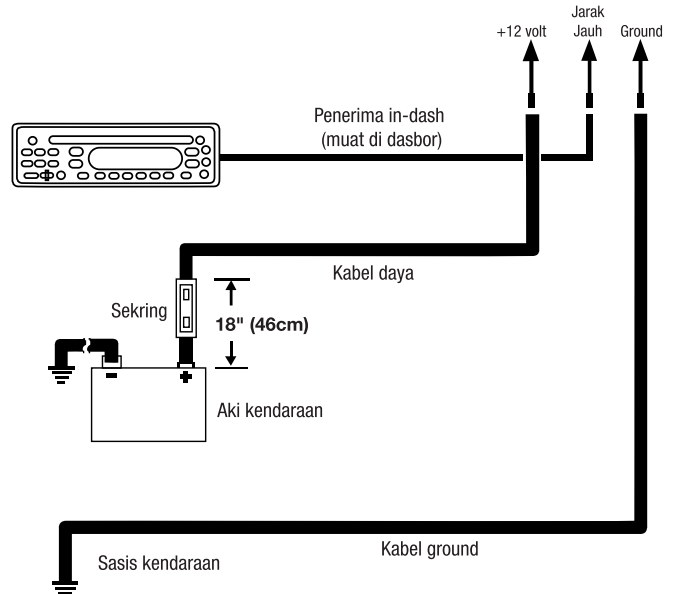 Jarak
Jauh
+12 volt
Ground
Penerima in-dash
(muat di dasbor)
Kabel daya
Sekring
18" (46cm)
Aki kendaraan
Kabel ground
Sasis kendaraan